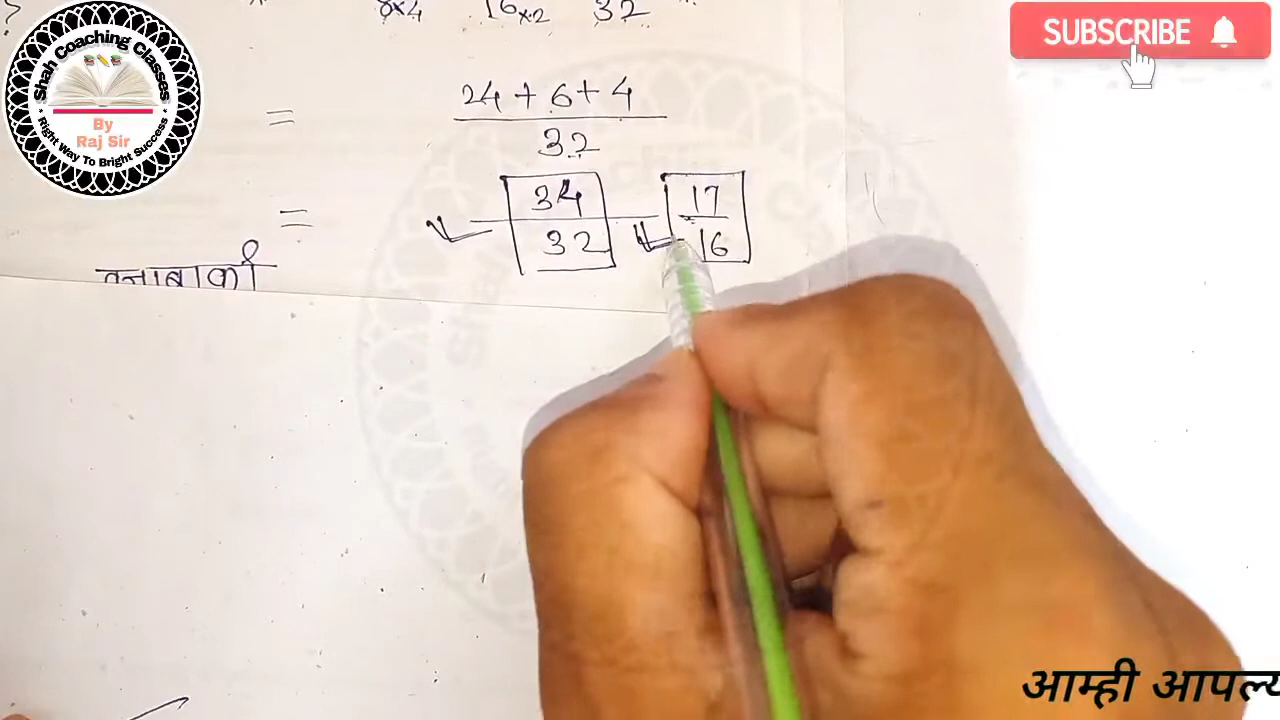 8×4 16×2 32
SUBSCRIBE
Shah Coaching Classes
By
Raj Sir
* Right Way To Bright Success *
=
24 + 6 + 4
32
= 34 17
32 16
वजाबाकी
आम्ही आपल्य